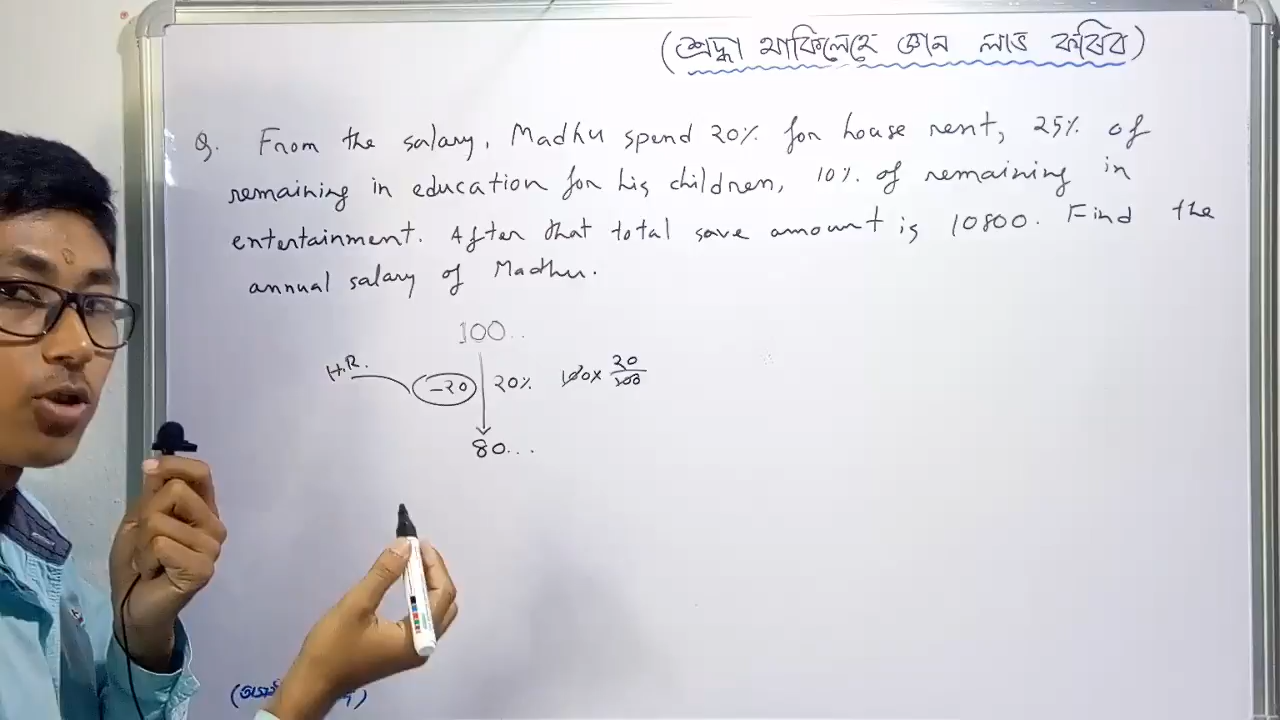 (শ্রদ্ধা থাকিলেহে জ্ঞান লাভ কৰিব)
Q. From the salary, Madhu spend 20% for house rent, 25% of
remaining in education for his children, 10% of remaining in
entertainment. After that total save amount is 10800. Find the
annual salary of Madhu.
100..
H.R. -20 20% 100x 20/100
80...